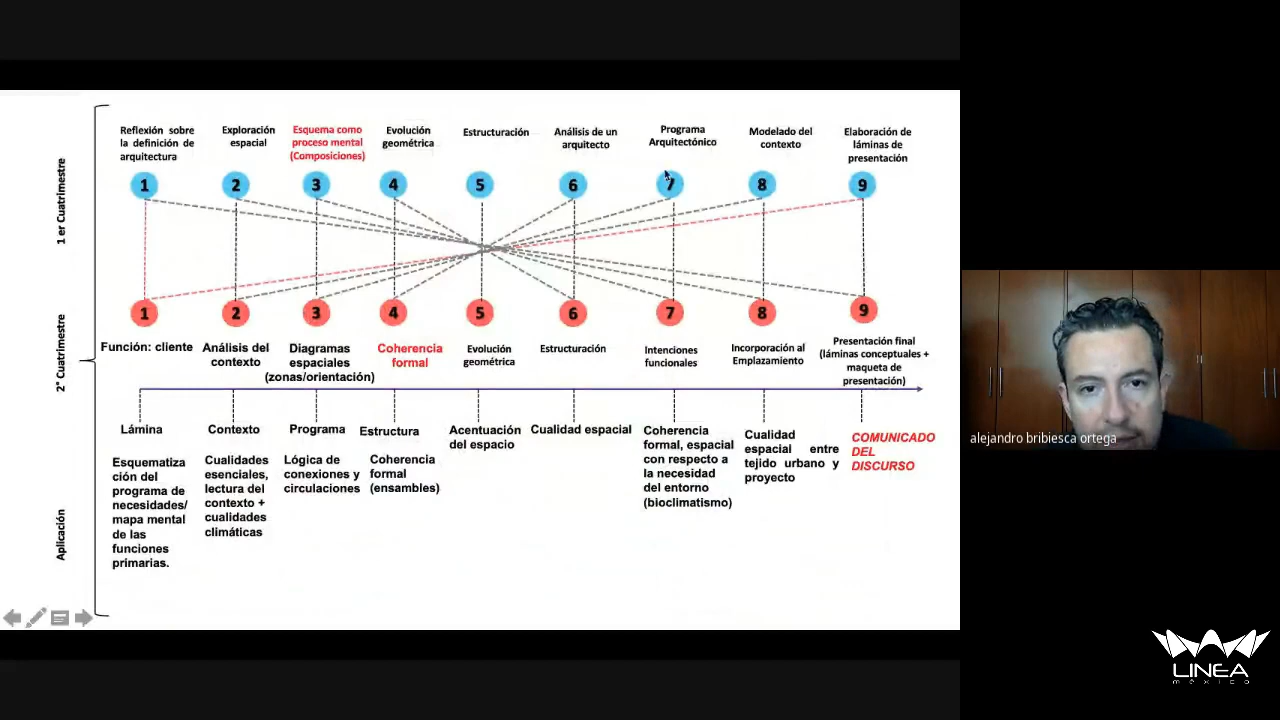 Reflexión sobre
la definición de
arquitectura
Exploración
espacial
Esquema como
proceso mental
(Composiciones)
Evolución
geométrica
Estructuración
Análisis de un
arquitecto
Programa
Arquitectónico
Modelado del
contexto
Elaboración de
láminas de
presentación
1 er Cuatrimestre
1 2 3 4 5 6 7 8 9
2° Cuatrimestre
1 2 3 4 5 6 7 8 9
Función: cliente
Análisis del
contexto
Diagramas
espaciales
(zonas/orientación)
Coherencia
formal
Evolución
geométrica
Estructuración
Intenciones
funcionales
Incorporación al
Emplazamiento
Presentación final
(láminas conceptuales +
maqueta de
presentación)
Aplicación
Lámina
Esquematiza
ción del
programa de
necesidades/
mapa mental
de las
funciones
primarias.
Contexto
Cualidades
esenciales,
lectura del
contexto +
cualidades
climáticas
Programa
Lógica de
conexiones y
circulaciones
Estructura
Coherencia
formal
(ensambles)
Acentuación
del espacio
Cualidad espacial
Coherencia
formal, espacial
con respecto a
la necesidad
del entorno
(bioclimatismo)
Cualidad
espacial entre
tejido urbano y
proyecto
COMUNICADO
DEL
DISCURSO
alejandro bribiesca ortega
LINEA
méxico